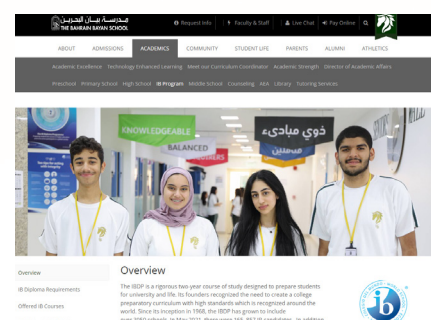 مدرسـة بيـان البحريـن
THE BAHRAIN BAYAN SCHOOL
Request Info Faculty & Staff Live Chat Pay Online
ABOUT ADMISSIONS ACADEMICS COMMUNITY STUDENT LIFE PARENTS ALUMNI ATHLETICS
Academic Excellence Technology Enhanced Learning Meet our Curriculum Coordinator Academic Strength Director of Academic Affairs
Preschool Primary School High School IB Program Middle School Counseling AEA Library Tutoring Services
KNOWLEDGEABLE
BALANCED
ذوي مبادىء
Overview
IB Diploma Requirements
Offered IB Courses
Overview
The IBDP is a rigorous two-year course of study designed to prepare students
for university and life. Its founders recognized the need to create a college
preparatory curriculum with high standards which is recognized around the
world. Since its inception in 1968, the IBDP has grown to include
ib